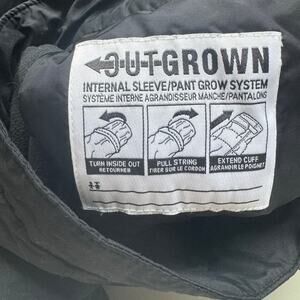 OUTGROWN
INTERNAL SLEEVE/PANT GROW SYSTEM
SYSTÈME INTERNE AGRANDISSEUR MANCHE/PANTALONS
TURN INSIDE OUT
RETOURNER
PULL STRING
TIRER SUR LE CORDON
EXTEND CUFF
AGRANDIR LE POIGNET